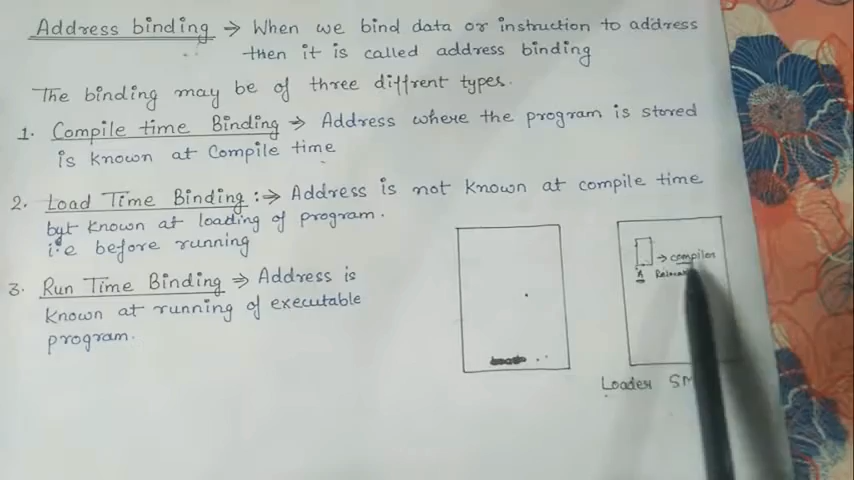 Address binding → When we bind data or instruction to address
then it is called address binding
The binding may be of three diffrent types.
1. Compile time Binding → Address where the program is stored
is known at Compile time
2. Load Time Binding :→ Address is not known at compile time
but known at loading of program.
i.e before running
3. Run Time Binding → Address is
known at running of executable
program.
→ compiler
A
Loader SM